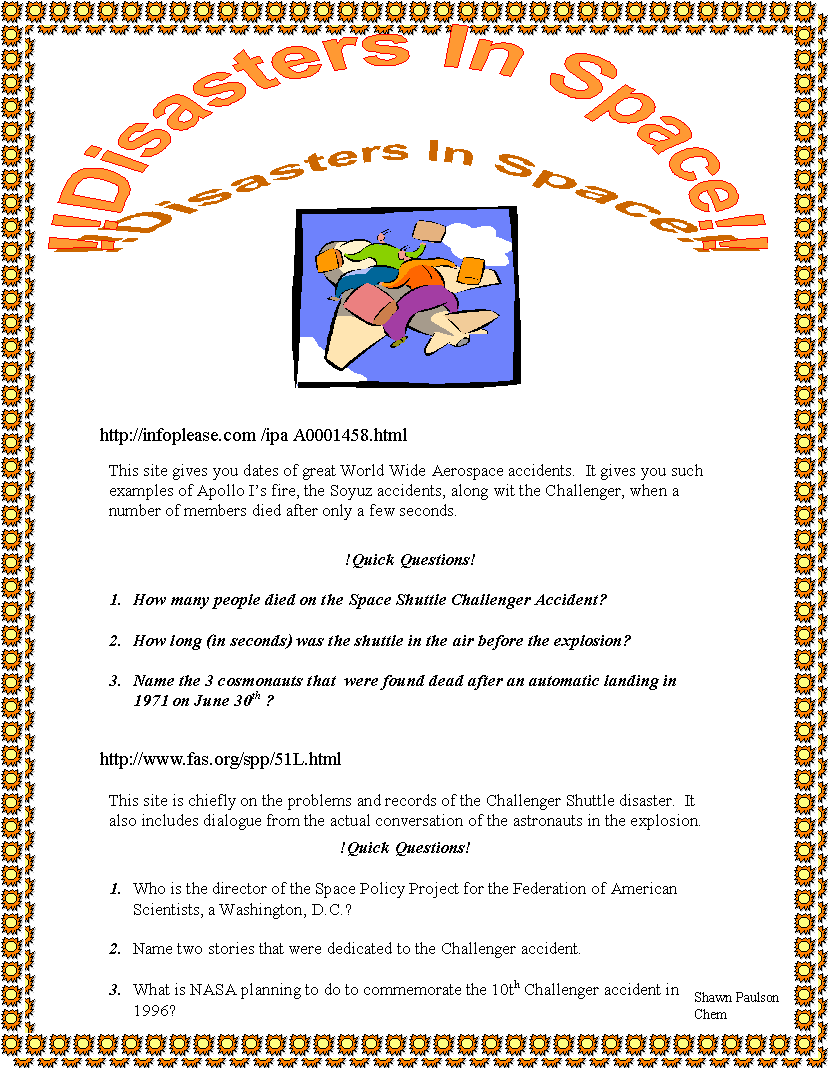 !!Disasters In Space!!
http://infoplease.com /ipa A0001458.html
This site gives you dates of great World Wide Aerospace accidents.  It gives you such
examples of Apollo I’s fire, the Soyuz accidents, along wit the Challenger, when a
number of members died after only a few seconds.
!Quick Questions!
1. How many people died on the Space Shuttle Challenger Accident?
2. How long (in seconds) was the shuttle in the air before the explosion?
3. Name the 3 cosmonauts that  were found dead after an automatic landing in
1971 on June 30th ?
http://www.fas.org/spp/51L.html
This site is chiefly on the problems and records of the Challenger Shuttle disaster.  It
also includes dialogue from the actual conversation of the astronauts in the explosion.
!Quick Questions!
1. Who is the director of the Space Policy Project for the Federation of American
Scientists, a Washington, D.C.?
2. Name two stories that were dedicated to the Challenger accident.
3. What is NASA planning to do to commemorate the 10th Challenger accident in
1996?
Shawn Paulson
Chem